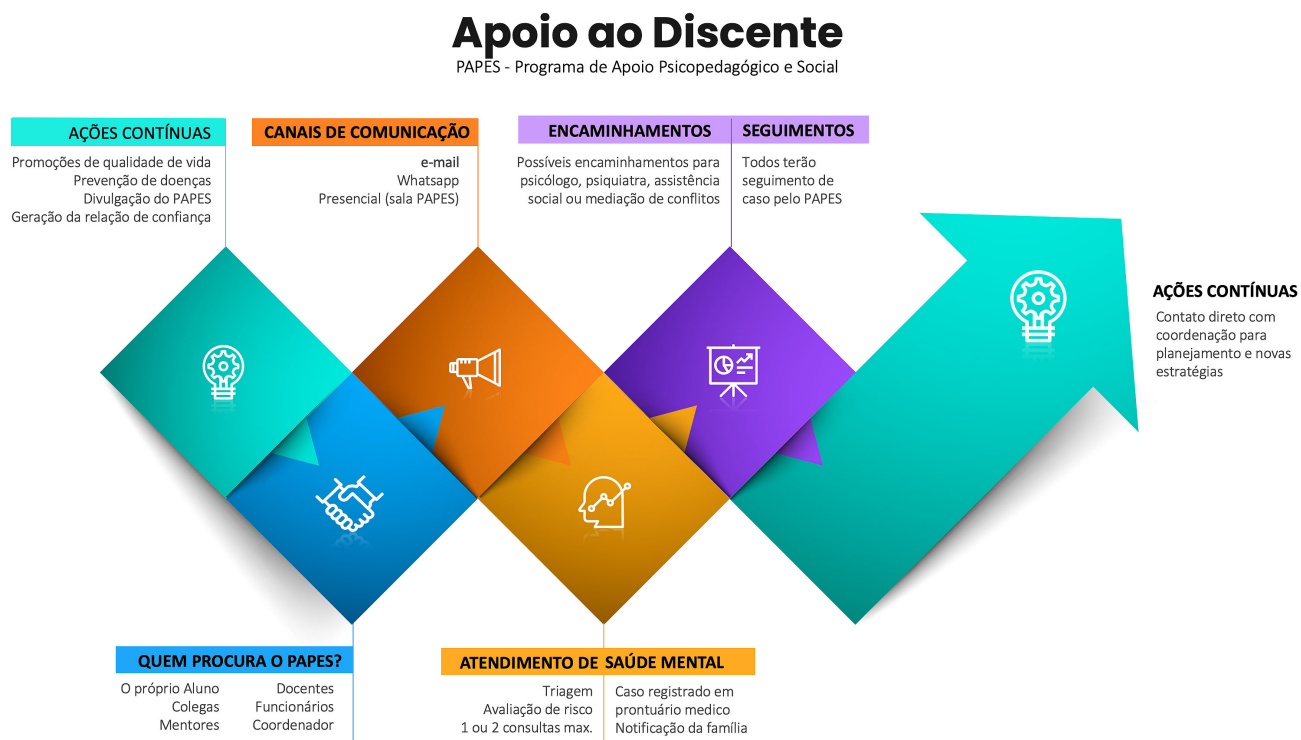 Apoio ao Discente
PAPES - Programa de Apoio Psicopedagógico e Social
AÇÕES CONTÍNUAS
Promoções de qualidade de vida
Prevenção de doenças
Divulgação do PAPES
Geração da relação de confiança
CANAIS DE COMUNICAÇÃO
e-mail
Whatsapp
Presencial (sala PAPES)
ENCAMINHAMENTOS
Possíveis encaminhamentos para
psicólogo, psiquiatra, assistência
social ou mediação de conflitos
SEGUIMENTOS
Todos terão
seguimento de
caso pelo PAPES
AÇÕES CONTÍNUAS
Contato direto com
coordenação para
planejamento e novas
estratégias
QUEM PROCURA O PAPES?
O próprio Aluno
Colegas
Mentores
Docentes
Funcionários
Coordenador
ATENDIMENTO DE SAÚDE MENTAL
Triagem
Avaliação de risco
1 ou 2 consultas max.
Caso registrado em
prontuário medico
Notificação da família